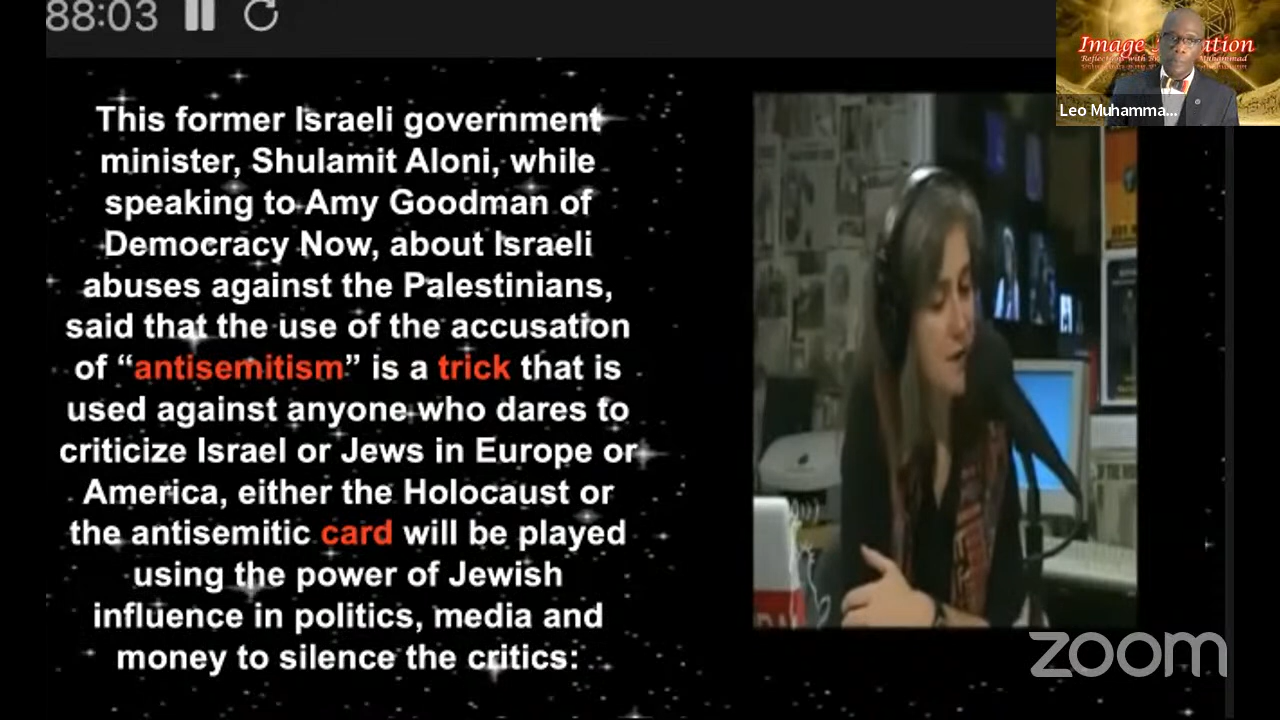 88:03
Image
ation
Leo Muhamma...
This former Israeli government
minister, Shulamit Aloni, while
speaking to Amy Goodman of
Democracy Now, about Israeli
abuses against the Palestinians,
said that the use of the accusation
of “antisemitism” is a trick that is
used against anyone who dares to
criticize Israel or Jews in Europe or
America, either the Holocaust or
the antisemitic card will be played
using the power of Jewish
influence in politics, media and
money to silence the critics:
zoom